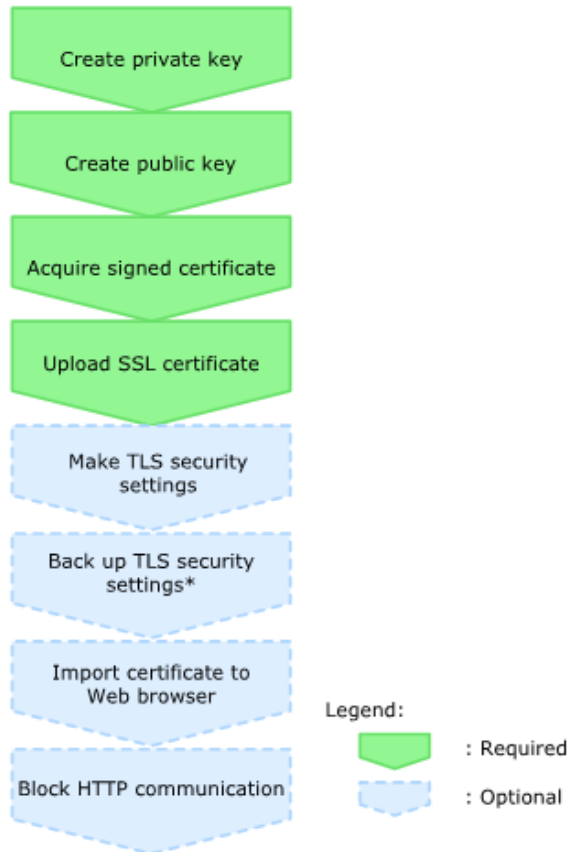 Create private key
Create public key
Acquire signed certificate
Upload SSL certificate
Make TLS security
settings
Back up TLS security
settings*
Import certificate to
Web browser
Block HTTP communication
Legend:
: Required
: Optional